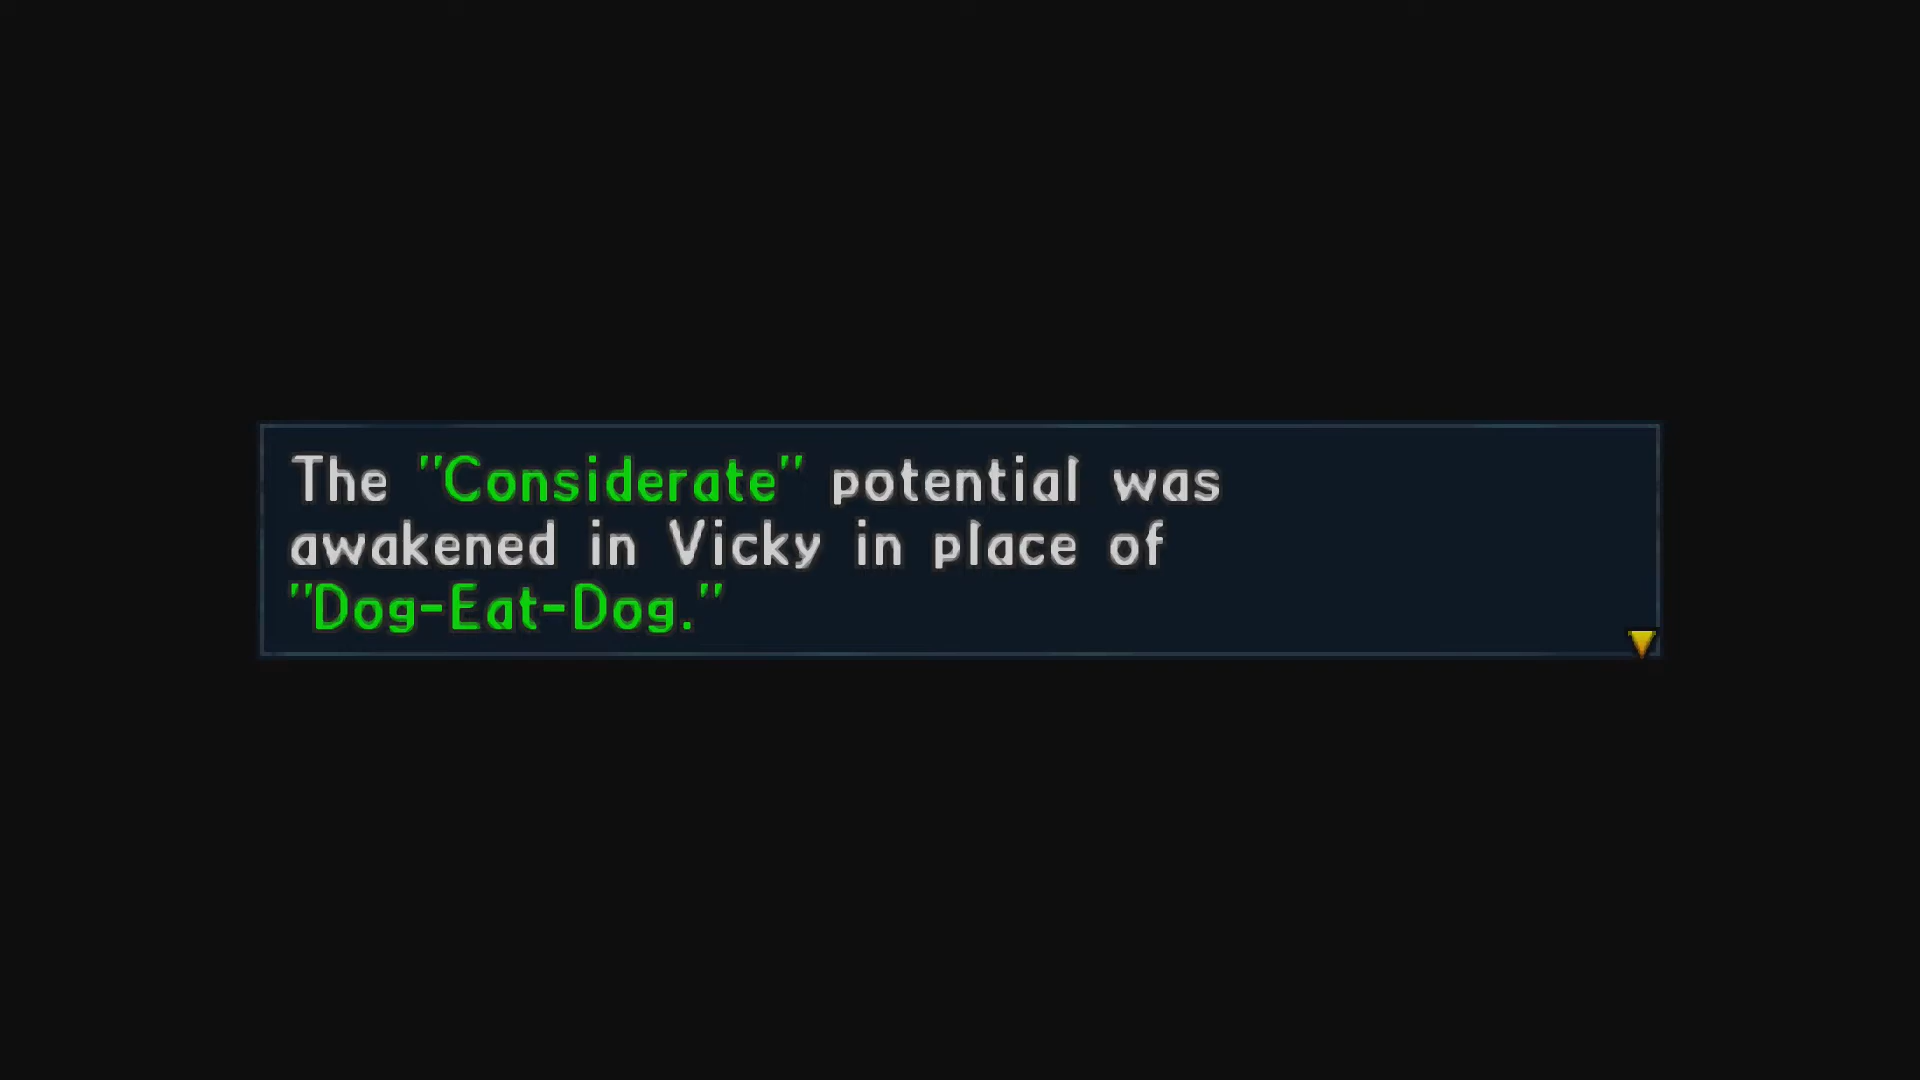 The "Considerate" potential was
awakened in Vicky in place of
"Dog-Eat-Dog."